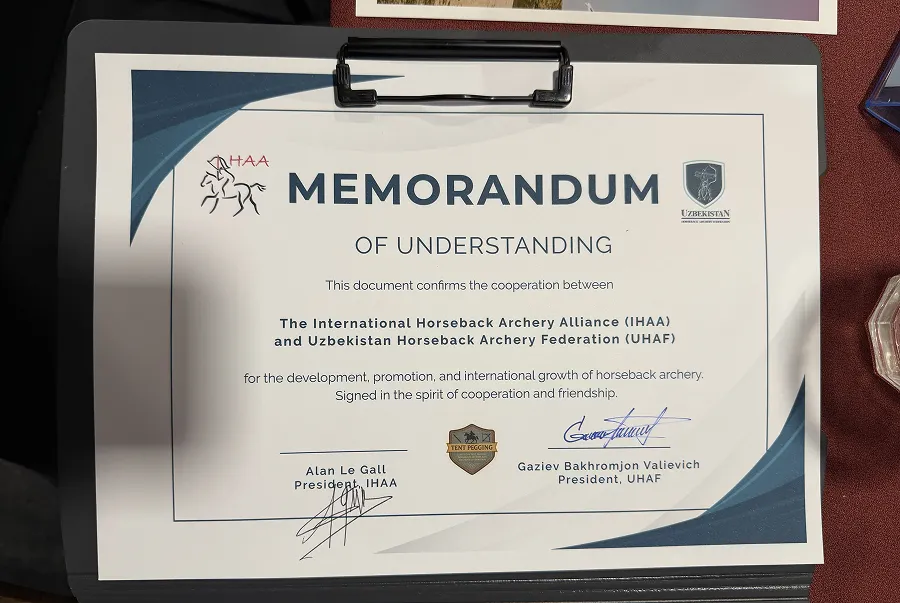 HAA
MEMORANDUM
UZBEKISTAN
OF UNDERSTANDING
This document confirms the cooperation between
The International Horseback Archery Alliance (IHAA)
and Uzbekistan Horseback Archery Federation (UHAF)
for the development, promotion, and international growth of horseback archery.
Signed in the spirit of cooperation and friendship.
TENT PEGGING
Alan Le Gall
President, IHAA
Gaziev Bakhromjon Valievich
President, UHAF